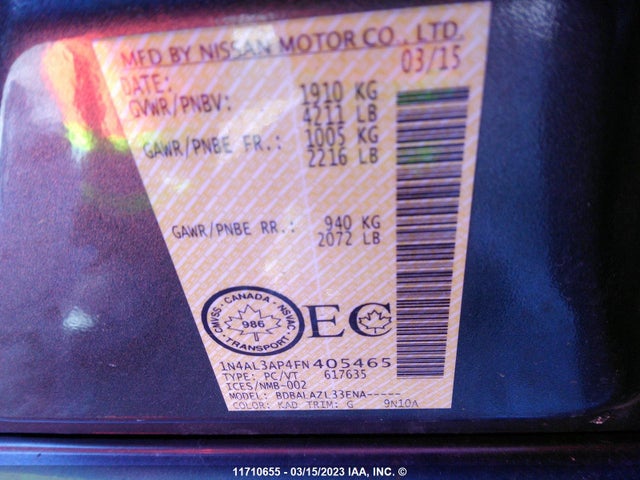 MFD BY NISSAN MOTOR CO., LTD.
DATE: 03/15
GVWR/PNBV: 1910 KG
4211 LB
GAWR/PNBE FR.: 1005 KG
2216 LB
GAWR/PNBE RR.: 940 KG
2072 LB
CMVSS · CANADA · NSVAC
986
TRANSPORT
EC
1N4AL3AP4FN405465
TYPE: PC/VT 617635
ICES/NMB-002
MODEL: BDBALAZL33ENA-----
COLOR: KAD TRIM: G 9N10A
11710655 - 03/15/2023 IAA, INC. ©